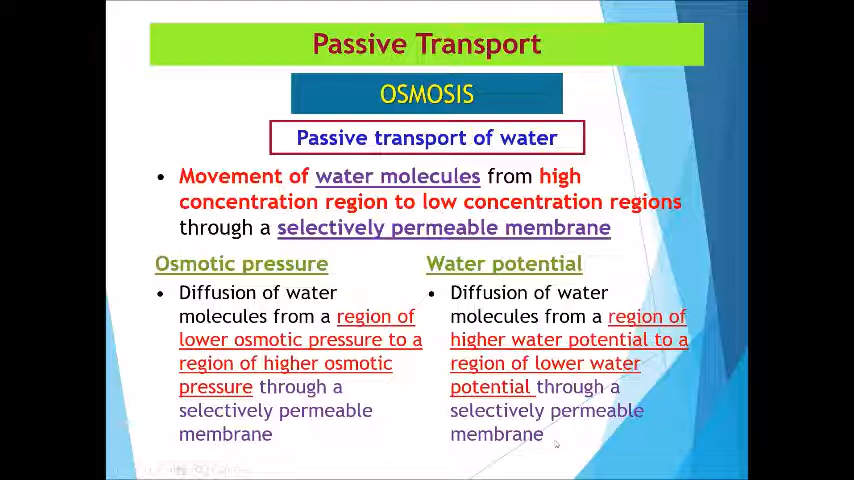 Passive Transport
OSMOSIS
Passive transport of water
• Movement of water molecules from high
concentration region to low concentration regions
through a selectively permeable membrane
Osmotic pressure
• Diffusion of water
molecules from a region of
lower osmotic pressure to a
region of higher osmotic
pressure through a
selectively permeable
membrane
Water potential
• Diffusion of water
molecules from a region of
higher water potential to a
region of lower water
potential through a
selectively permeable
membrane